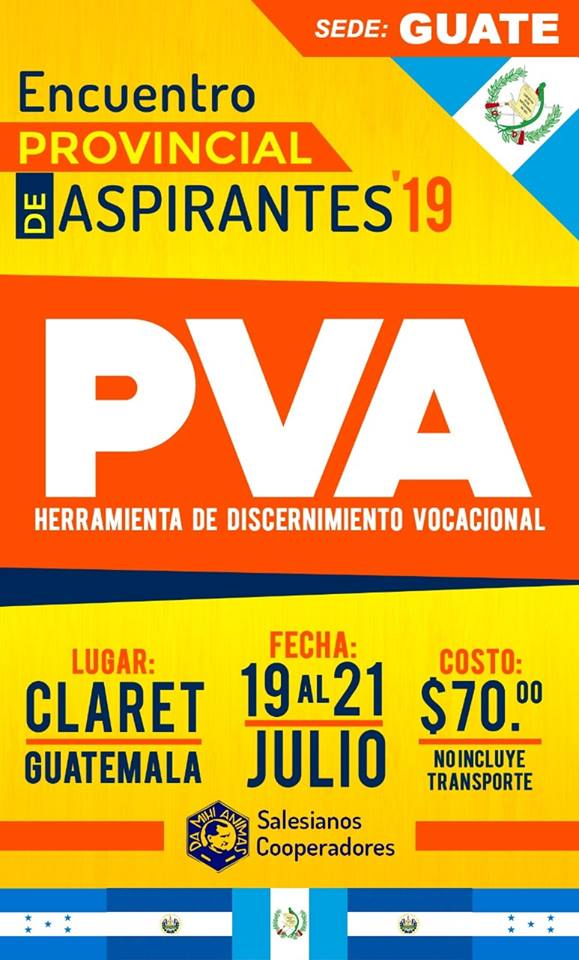 SEDE: GUATE
Encuentro
PROVINCIAL
DE ASPIRANTES'19
PVA
HERRAMIENTA DE DISCERNIMIENTO VOCACIONAL
LUGAR:
CLARET
GUATEMALA
FECHA:
19 AL 21
JULIO
COSTO:
$70.00
NO INCLUYE
TRANSPORTE
DA MIHI ANIMAS
Salesianos
Cooperadores